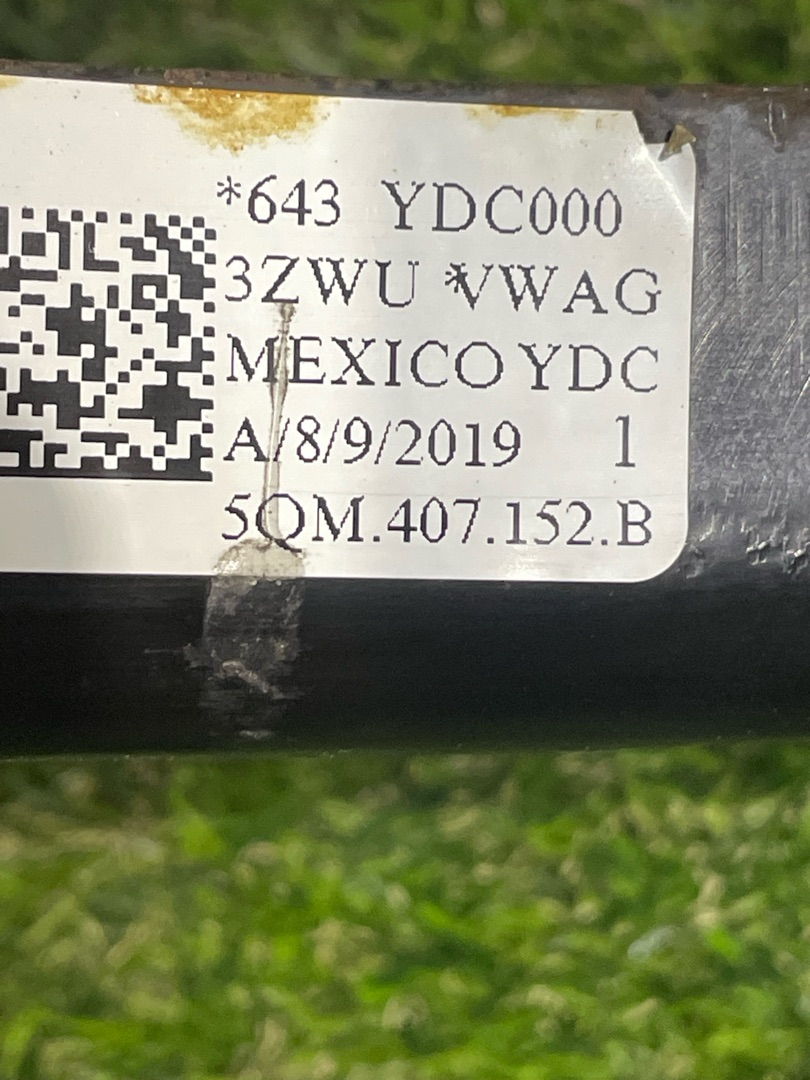 *643 YDC000
3ZWU *VWAG
MEXICO YDC
A/8/9/2019 1
5QM.407.152.B